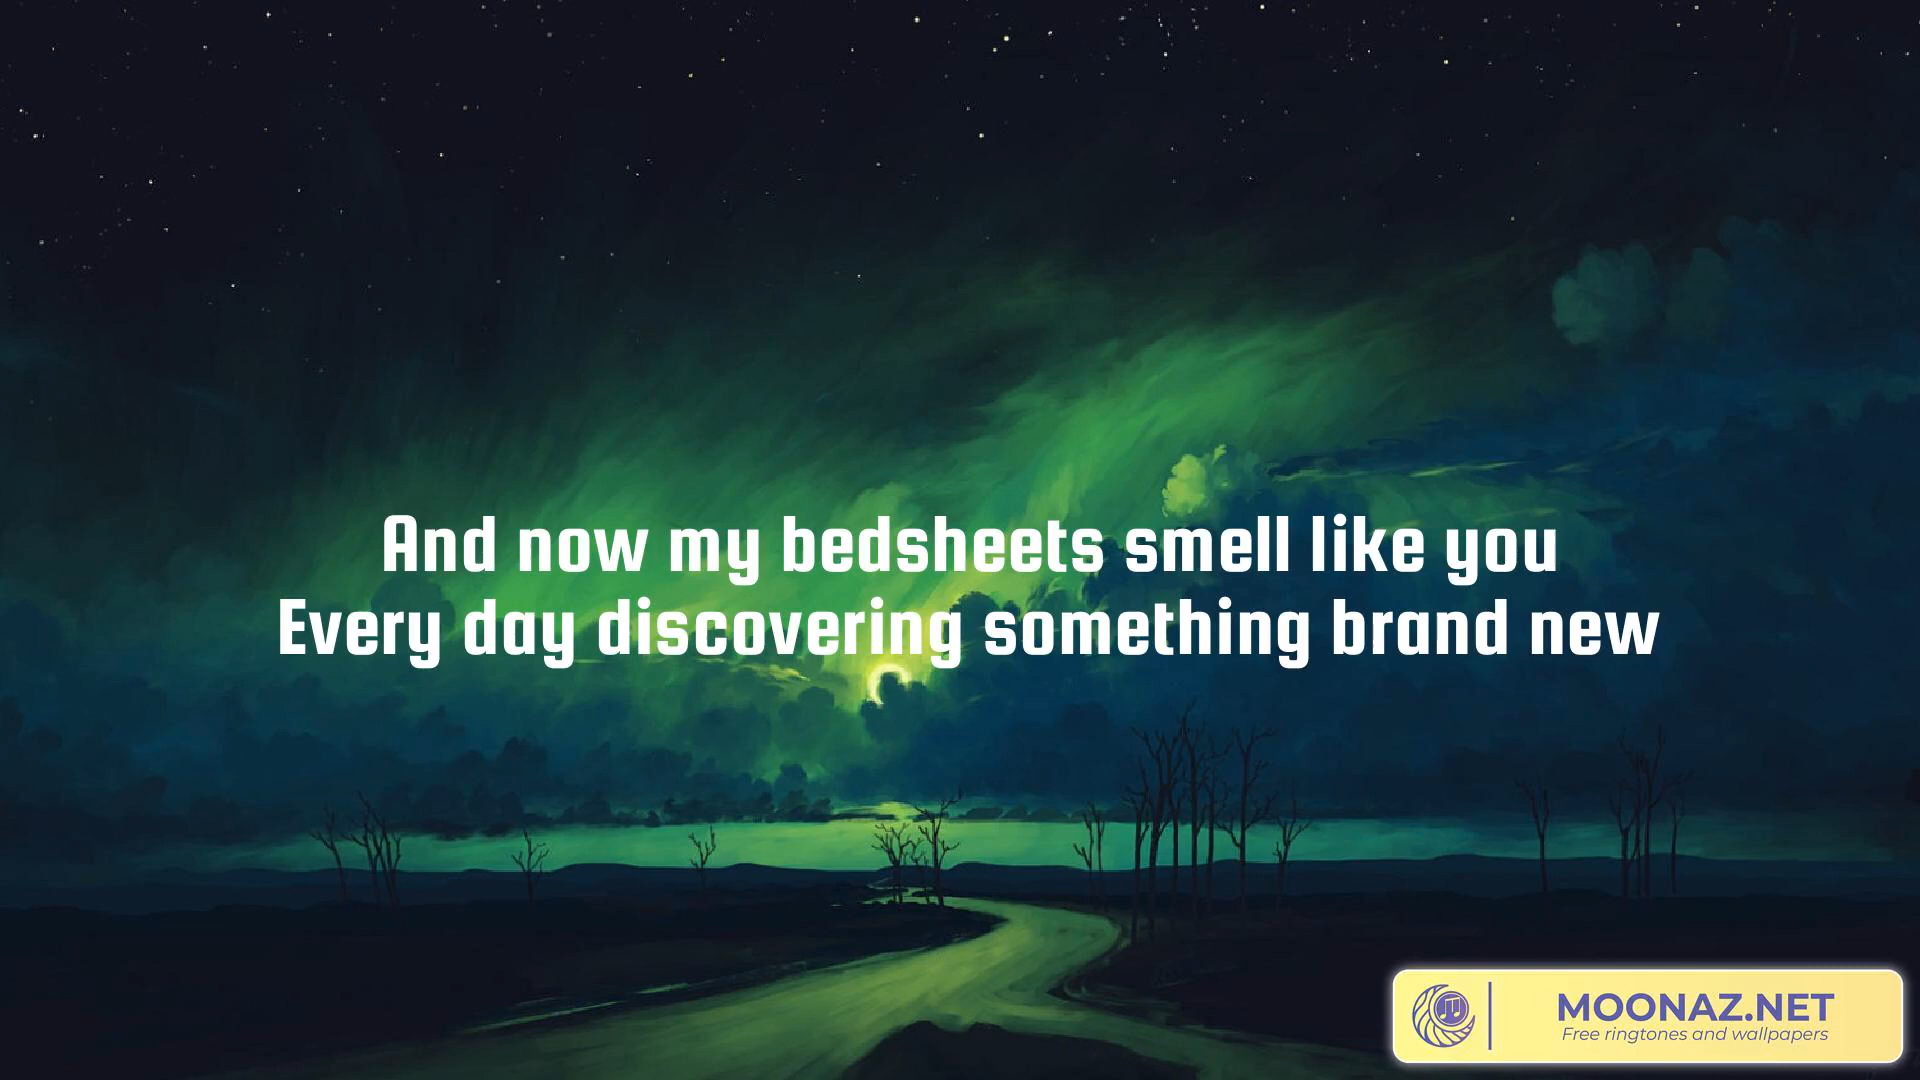 And now my bedsheets smell like you
Every day discovering something brand new
MOONAZ.NET
Free ringtones and wallpapers